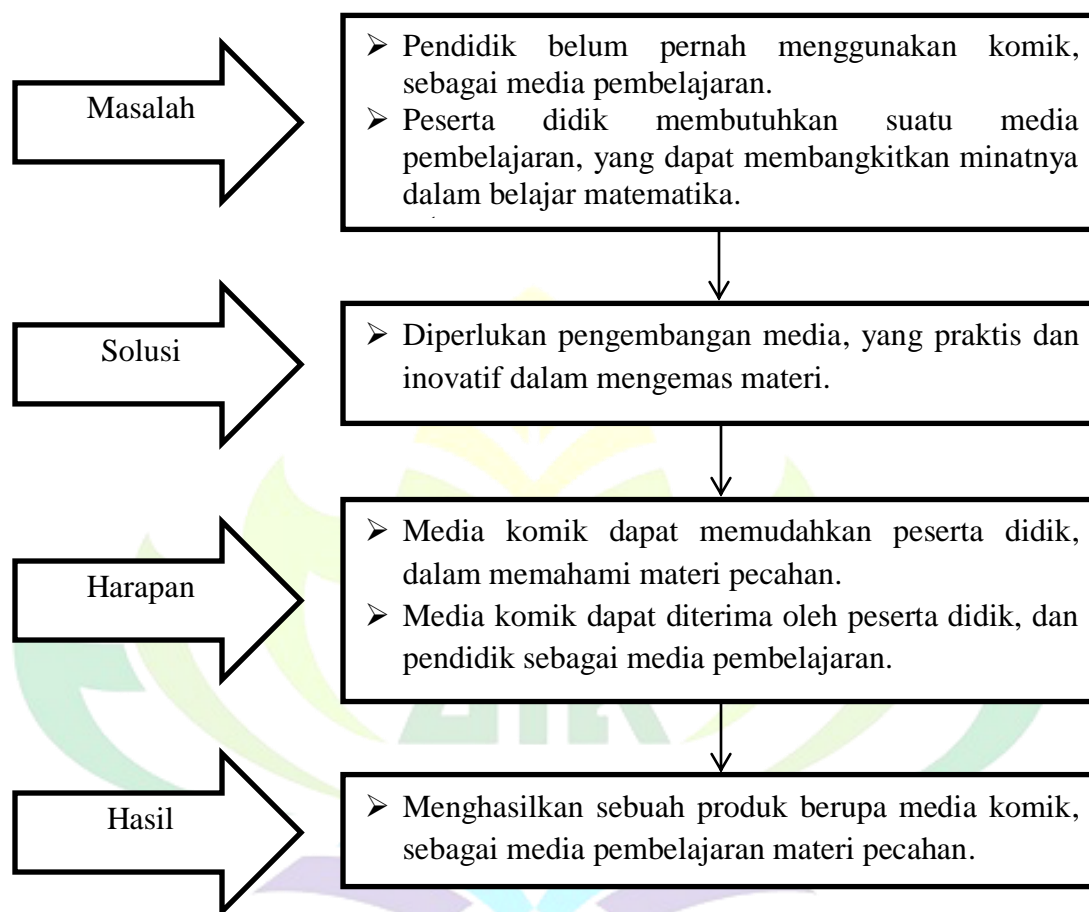 Masalah
➢ Pendidik belum pernah menggunakan komik,
sebagai media pembelajaran.
➢ Peserta didik membutuhkan suatu media
pembelajaran, yang dapat membangkitkan minatnya
dalam belajar matematika.
Solusi
➢ Diperlukan pengembangan media, yang praktis dan
inovatif dalam mengemas materi.
Harapan
➢ Media komik dapat memudahkan peserta didik,
dalam memahami materi pecahan.
➢ Media komik dapat diterima oleh peserta didik, dan
pendidik sebagai media pembelajaran.
Hasil
➢ Menghasilkan sebuah produk berupa media komik,
sebagai media pembelajaran materi pecahan.